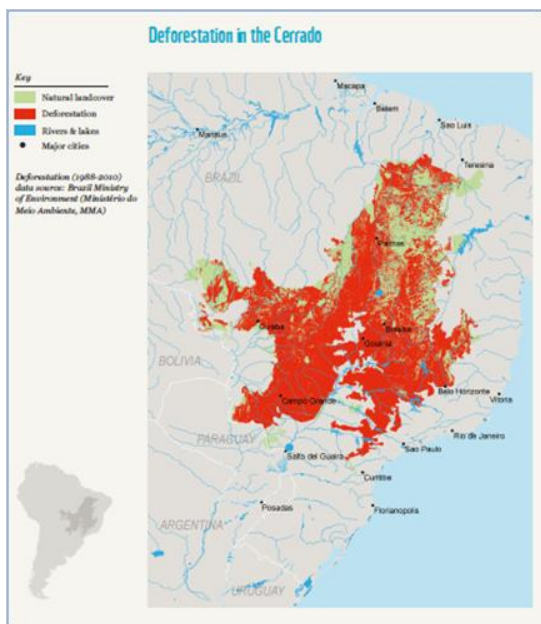 Deforestation in the Cerrado
Key
Natural landcover
Deforestation
Rivers & lakes
Major cities
Deforestation (1988-2010)
data source: Brazil Ministry
of Environment (Ministério do
Meio Ambiente, MMA)
Macapa
Belem
Sao Luis
Manaus
Teresina
BRAZIL
Palmas
Cuiaba
Brasilia
Goiania
BOLIVIA
Campo Grande
Belo Horizonte
Vitoria
PARAGUAY
Rio de Janeiro
Sao Paulo
Salto del Guaira
Curitiba
Posadas
Florianopolis
ARGENTINA
URUGUAY